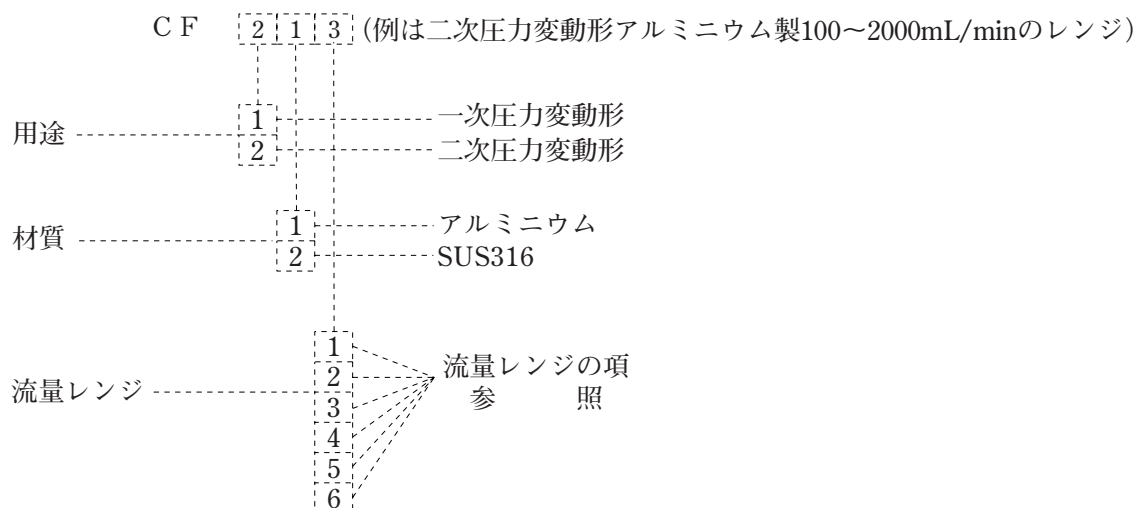 ＣＦ 2 1 3 (例は二次圧力変動形アルミニウム製100～2000mL/minのレンジ)
用途
1 一次圧力変動形
2 二次圧力変動形
材質
1 アルミニウム
2 SUS316
流量レンジ
1
2
3
4
5
6
流量レンジの項
参 照